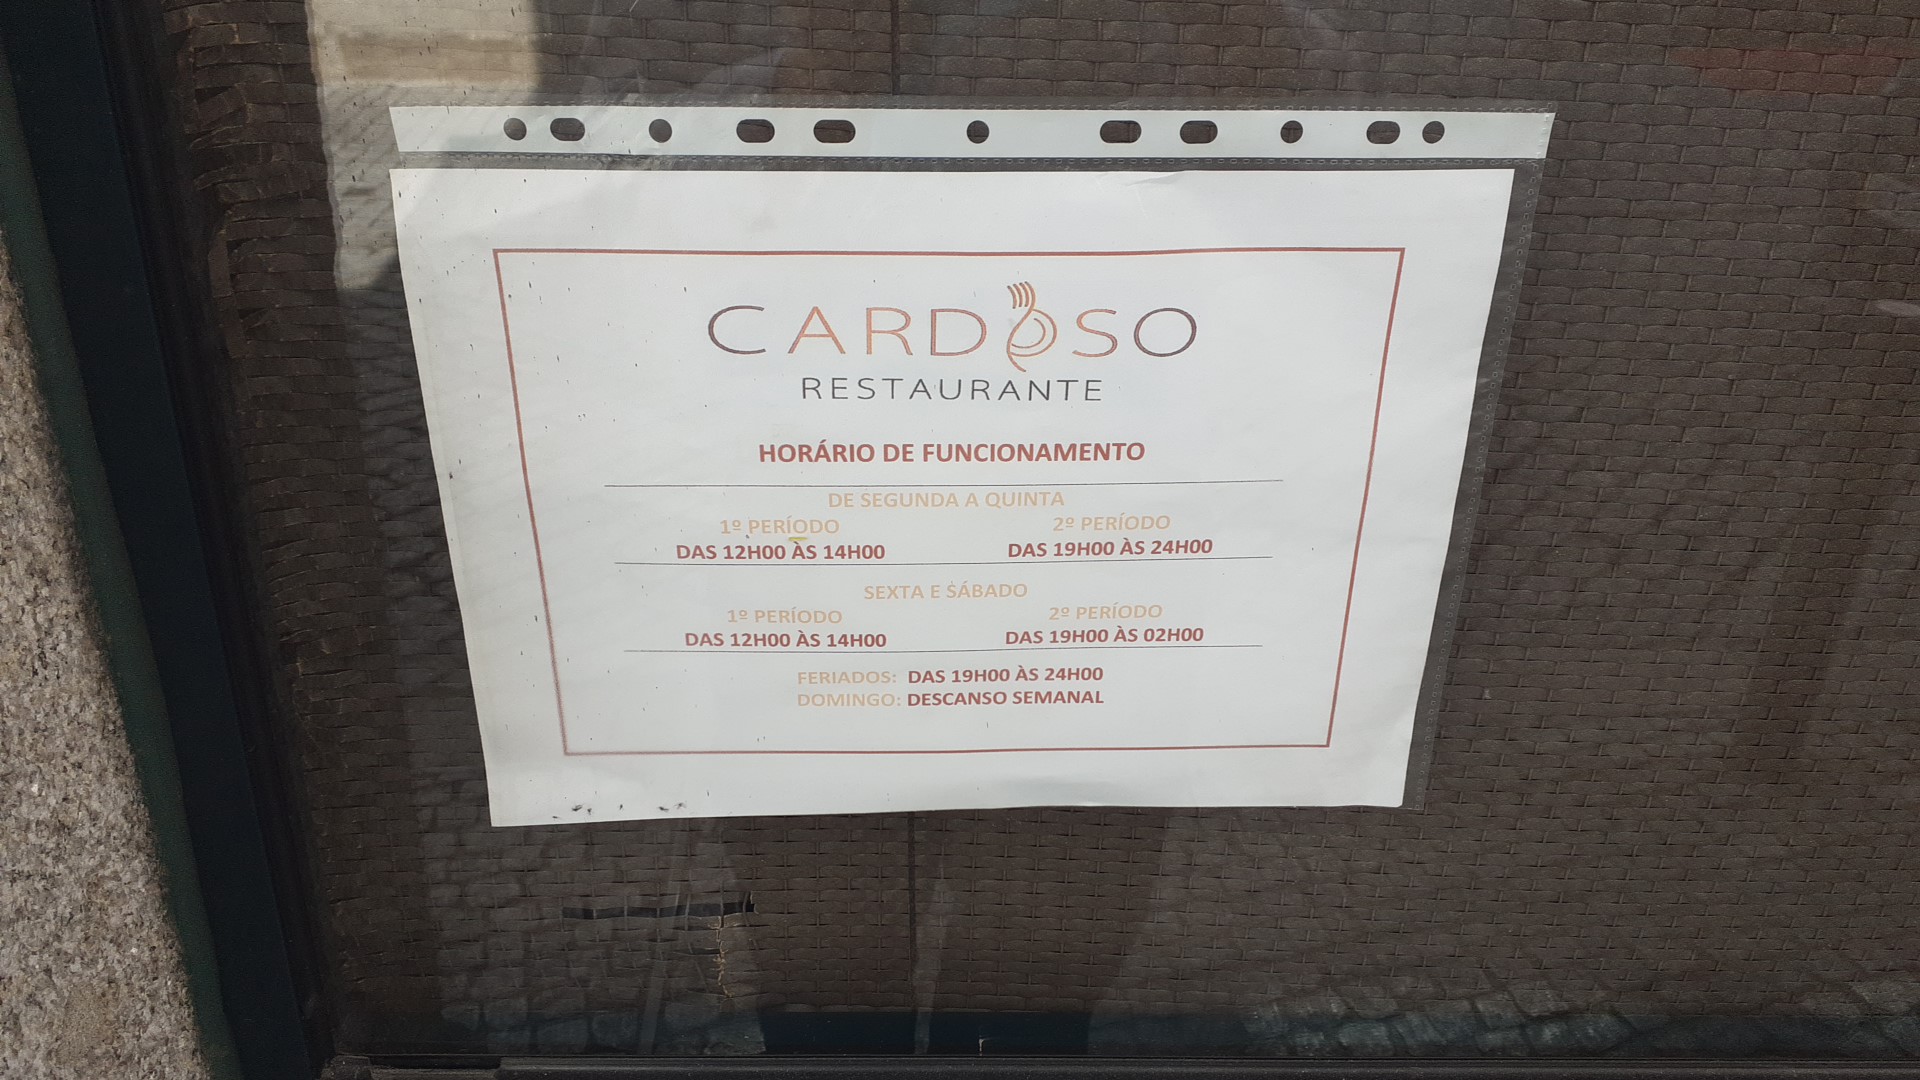 CARDOSO
RESTAURANTE
HORÁRIO DE FUNCIONAMENTO
DE SEGUNDA A QUINTA
1º PERÍODO 2º PERÍODO
DAS 12H00 ÀS 14H00 DAS 19H00 ÀS 24H00
SEXTA E SÁBADO
1º PERÍODO 2º PERÍODO
DAS 12H00 ÀS 14H00 DAS 19H00 ÀS 02H00
FERIADOS: DAS 19H00 ÀS 24H00
DOMINGO: DESCANSO SEMANAL